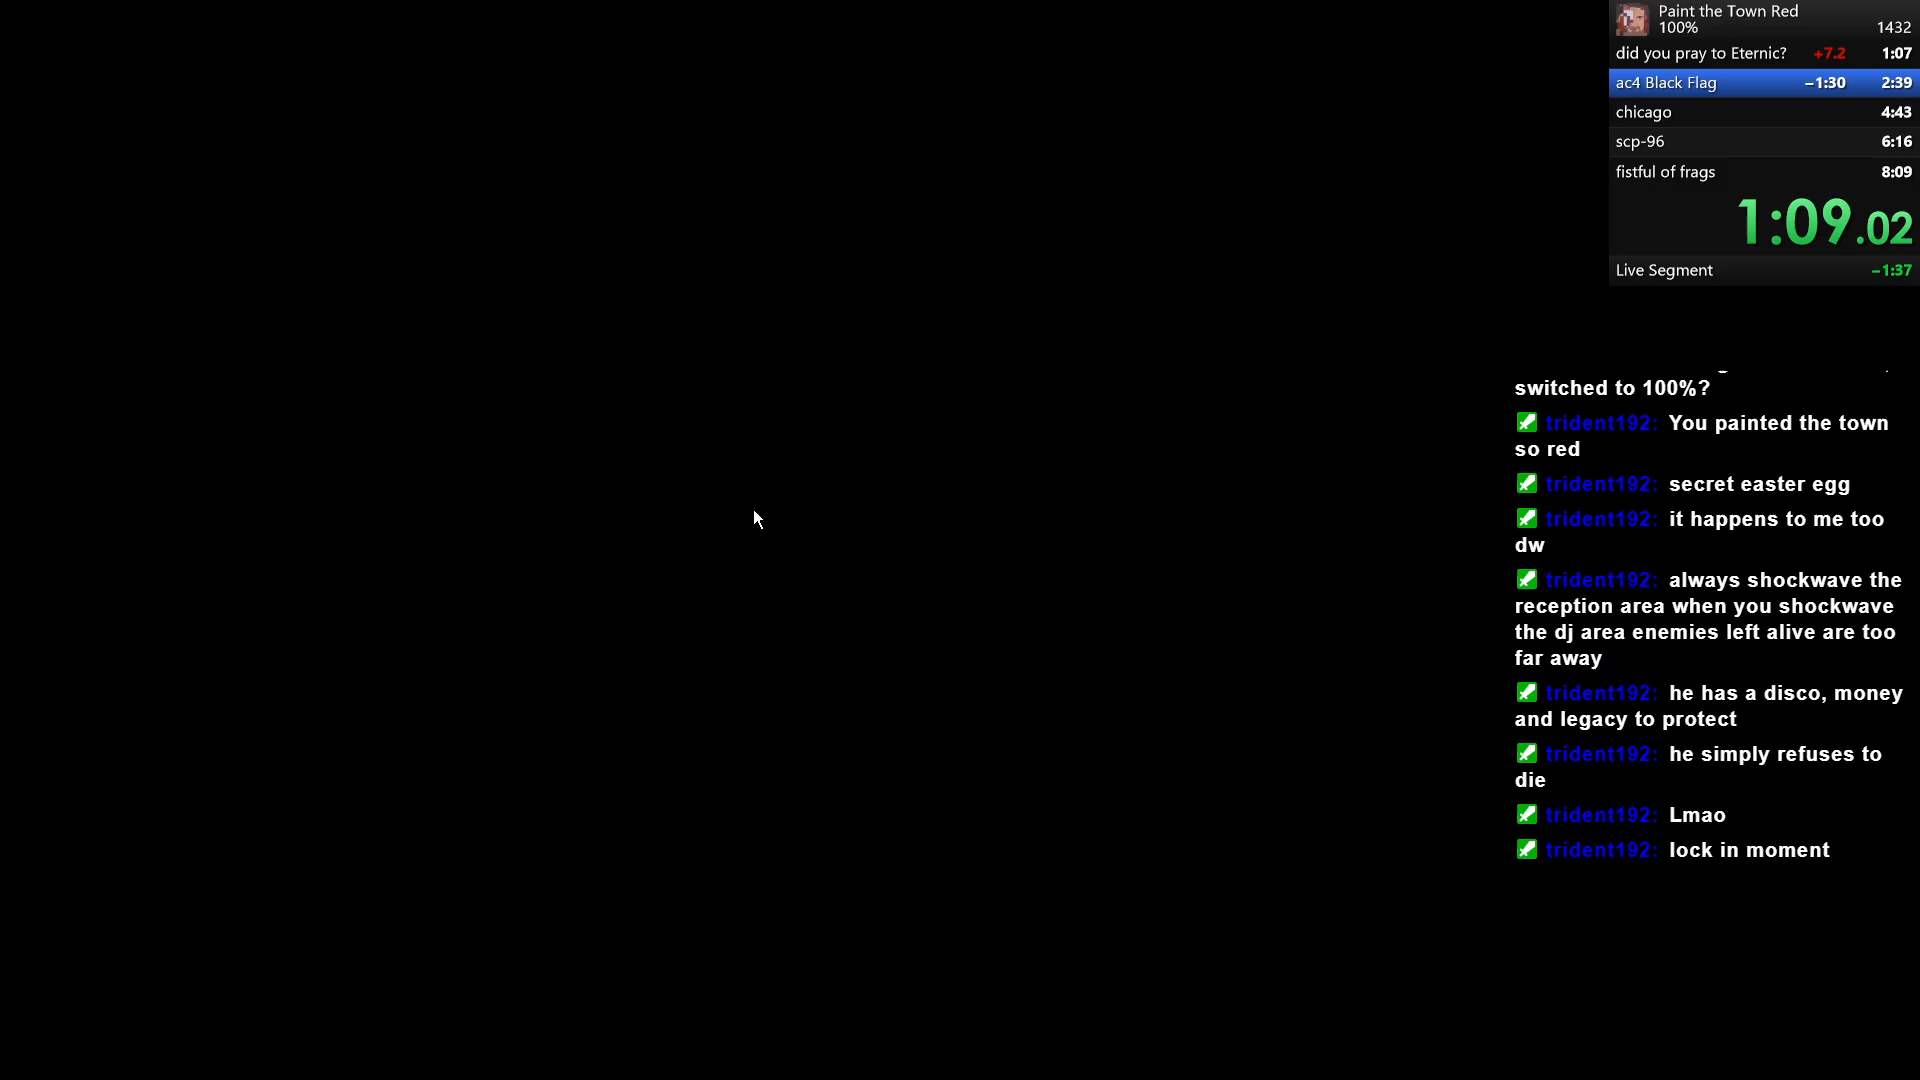 Paint the Town Red
100% 1432
did you pray to Eternic? +7.2 1:07
ac4 Black Flag −1:30 2:39
chicago 4:43
scp-96 6:16
fistful of frags 8:09
1:09.02
Live Segment −1:37
switched to 100%?
trident192: You painted the town
so red
trident192: secret easter egg
trident192: it happens to me too
dw
trident192: always shockwave the
reception area when you shockwave
the dj area enemies left alive are too
far away
trident192: he has a disco, money
and legacy to protect
trident192: he simply refuses to
die
trident192: Lmao
trident192: lock in moment